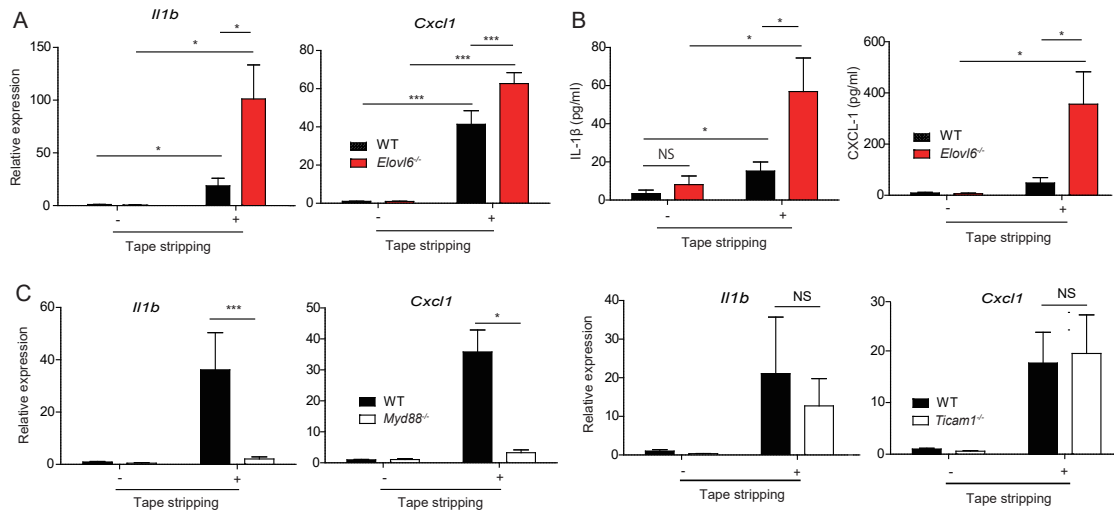 A
Il1b
Relative expression
150
100
50
0
*
*
*
- +
Tape stripping
Cxcl1
80
60
40
20
0
***
***
***
WT
Elovl6-/-
- +
Tape stripping
B
IL-1β (pg/ml)
80
60
40
20
0
*
*
*
NS
- +
Tape stripping
CXCL-1 (pg/ml)
600
400
200
0
*
*
WT
Elovl6-/-
- +
Tape stripping
C
Il1b
Relative expression
60
40
20
0
***
- +
Tape stripping
Cxcl1
50
40
30
20
10
0
*
WT
Myd88-/-
- +
Tape stripping
Il1b
Relative expression
40
30
20
10
0
NS
- +
Tape stripping
Cxcl1
30
20
10
0
NS
WT
Ticam1-/-
- +
Tape stripping